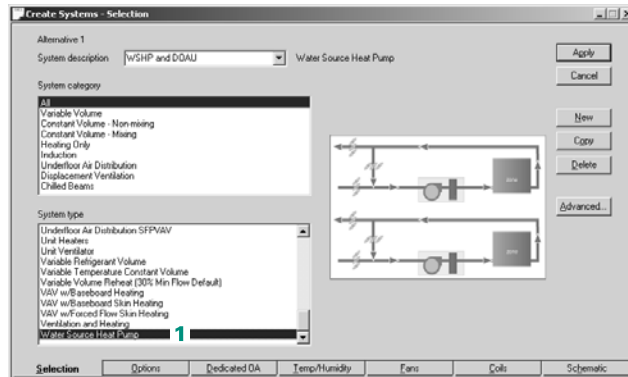 Create Systems - Selection
Alternative 1
System description
WSHP and DOAU
Water Source Heat Pump
Apply
Cancel
System category
All
Variable Volume
Constant Volume - Non-mixing
Constant Volume - Mixing
Heating Only
Induction
Underfloor Air Distribution
Displacement Ventilation
Chilled Beams
New
Copy
Delete
Advanced...
System type
Underfloor Air Distribution SFPVAV
Unit Heaters
Unit Ventilator
Variable Refrigerant Volume
Variable Temperature Constant Volume
Variable Volume Reheat (30% Min Flow Default)
VAV w/Baseboard Heating
VAV w/Baseboard Skin Heating
VAV w/Forced Flow Skin Heating
Ventilation and Heating
Water Source Heat Pump 1
Selection Options Dedicated OA Temp/Humidity Fans Coils Schematic